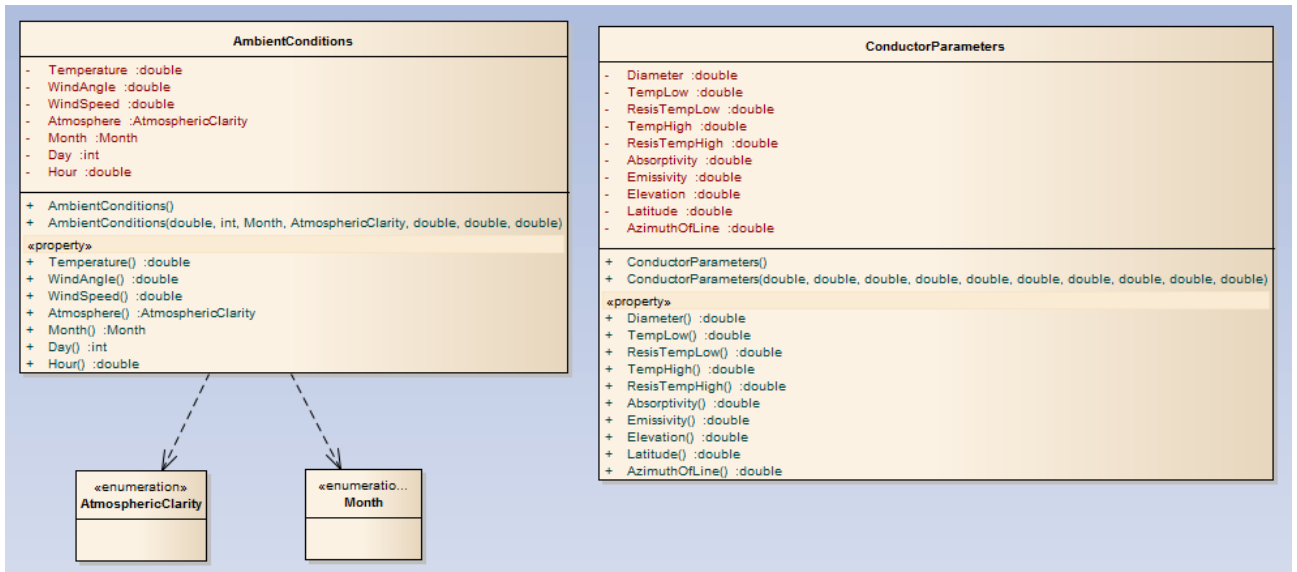 AmbientConditions
- Temperature :double
- WindAngle :double
- WindSpeed :double
- Atmosphere :AtmosphericClarity
- Month :Month
- Day :int
- Hour :double
+ AmbientConditions()
+ AmbientConditions(double, int, Month, AtmosphericClarity, double, double, double)
«property»
+ Temperature() :double
+ WindAngle() :double
+ WindSpeed() :double
+ Atmosphere() :AtmosphericClarity
+ Month() :Month
+ Day() :int
+ Hour() :double
«enumeration»
AtmosphericClarity
«enumeratio...
Month
ConductorParameters
- Diameter :double
- TempLow :double
- ResisTempLow :double
- TempHigh :double
- ResisTempHigh :double
- Absorptivity :double
- Emissivity :double
- Elevation :double
- Latitude :double
- AzimuthOfLine :double
+ ConductorParameters()
+ ConductorParameters(double, double, double, double, double, double, double, double, double, double)
«property»
+ Diameter() :double
+ TempLow() :double
+ ResisTempLow() :double
+ TempHigh() :double
+ ResisTempHigh() :double
+ Absorptivity() :double
+ Emissivity() :double
+ Elevation() :double
+ Latitude() :double
+ AzimuthOfLine() :double